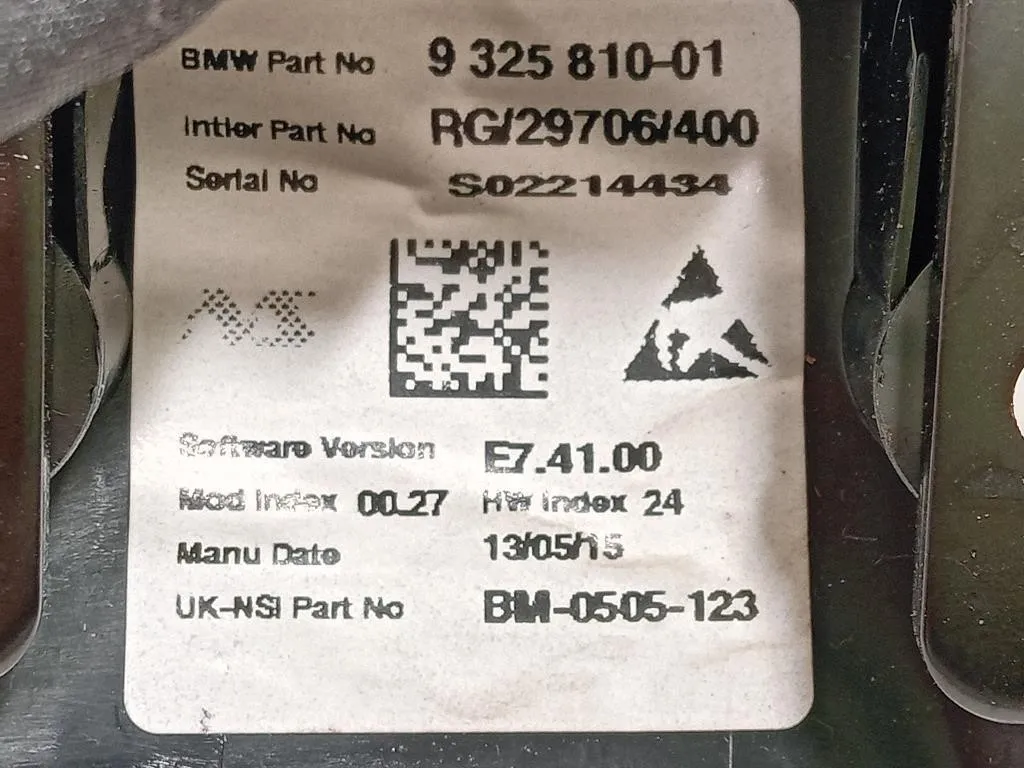 BMW Part No 9 325 810-01
Intier Part No RG/29706/400
Serial No S02214434
Software Version E7.41.00
Mod Index 00.27 HW Index 24
Manu Date 13/05/15
UK-NSI Part No BM-0505-123